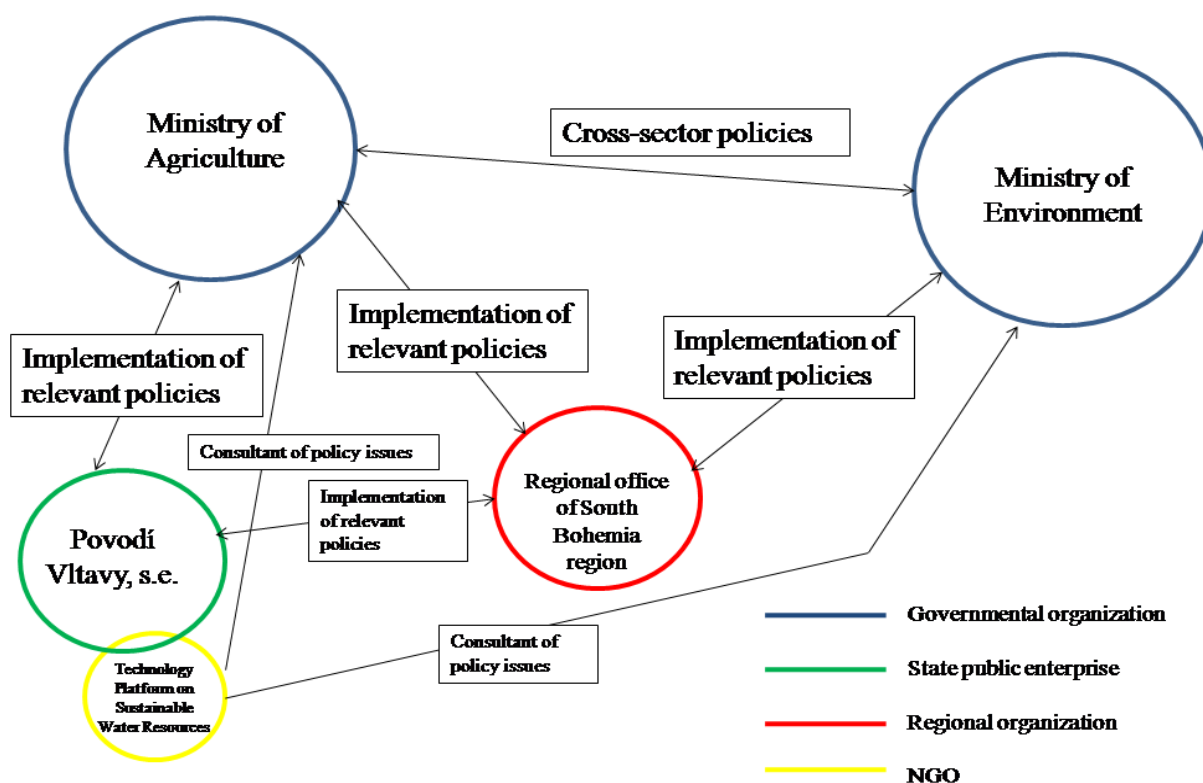 Ministry of
Agriculture
Cross-sector policies
Ministry of
Environment
Implementation of
relevant policies
Implementation of
relevant policies
Implementation of
relevant policies
Consultant of policy issues
Implementation
of relevant
policies
Regional office
of South
Bohemia
region
Povodí
Vltavy, s.e.
Technology
Platform on
Sustainable
Water Resources
Consultant of
policy issues
Governmental organization
State public enterprise
Regional organization
NGO